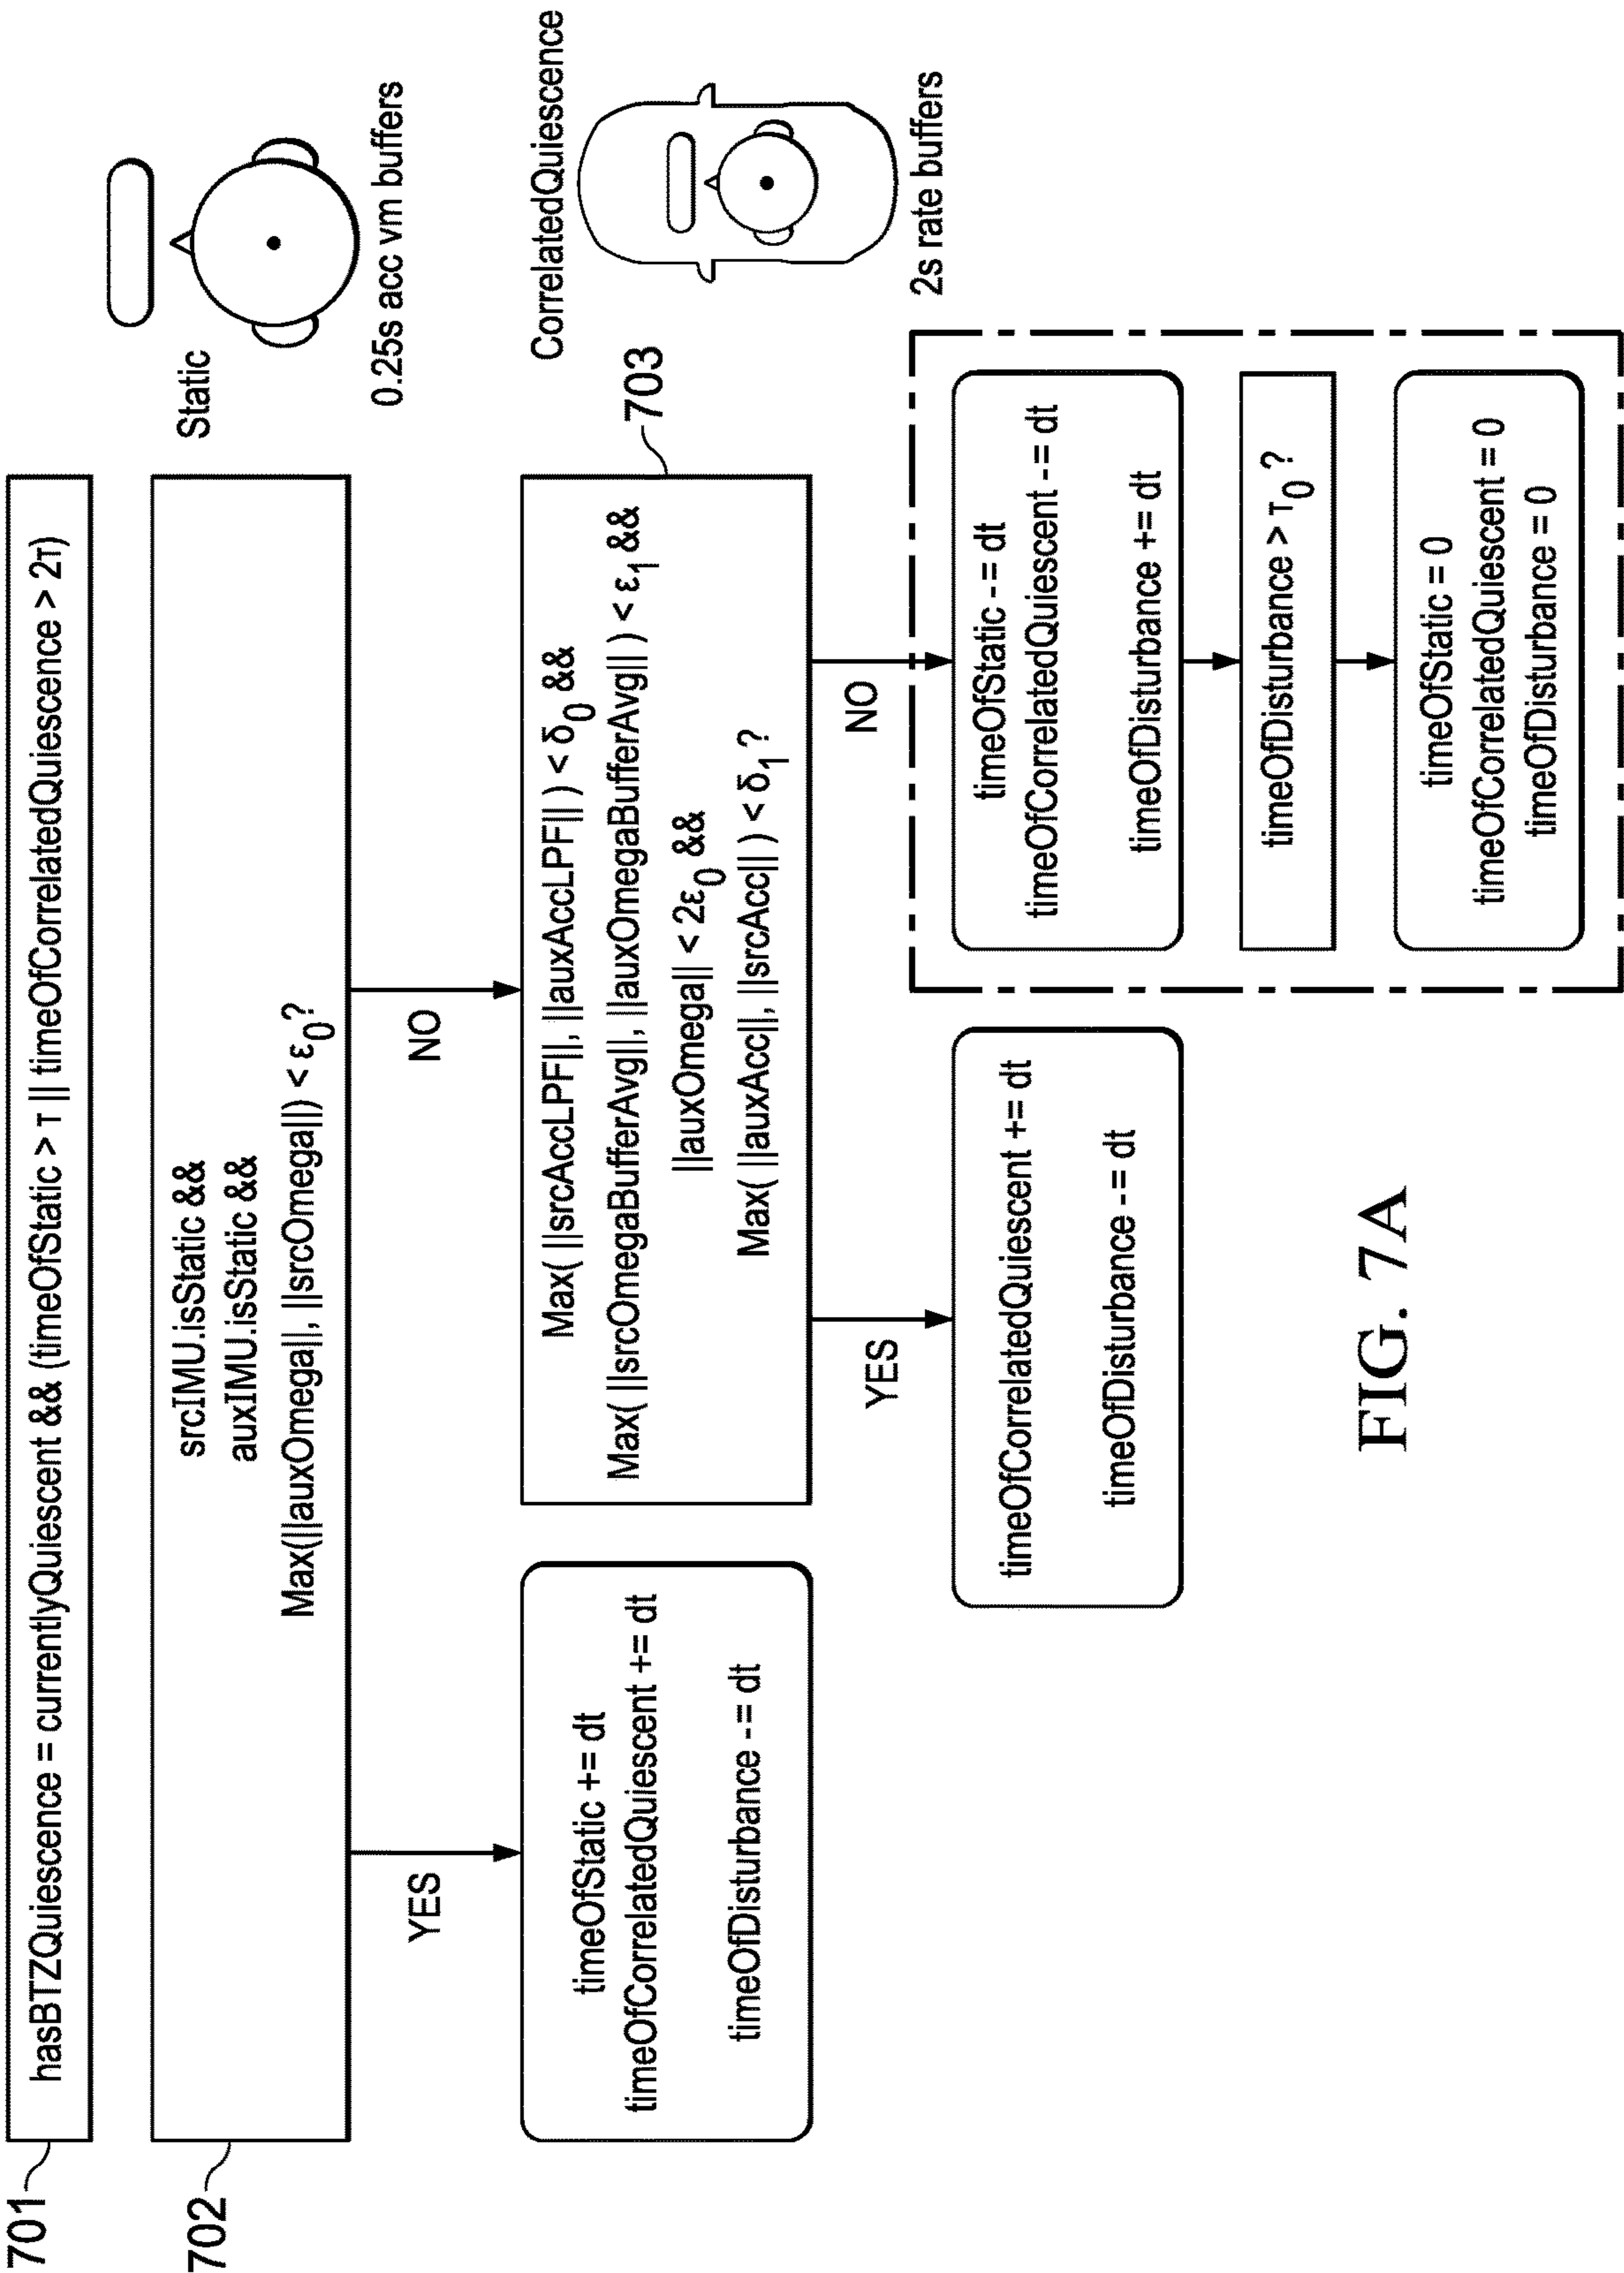 701
hasBTZQuiescence = currentlyQuiescent && (timeOfStatic > τ || timeOfCorrelatedQuiescence > 2τ)
702
srcIMU.isStatic &&
auxIMU.isStatic &&
Max(||auxOmega||, ||srcOmega||) < ε0?
Static
0.25s acc vm buffers
YES
NO
timeOfStatic += dt
timeOfCorrelatedQuiescent += dt
timeOfDisturbance -= dt
703
Max( ||srcAccLPF||, ||auxAccLPF|| ) < δ0 &&
Max( ||srcOmegaBufferAvg||, ||auxOmegaBufferAvg|| ) < ε1 &&
||auxOmega|| < 2ε0 &&
Max( ||auxAcc||, ||srcAcc|| ) < δ1 ?
CorrelatedQuiescence
2s rate buffers
YES
NO
timeOfCorrelatedQuiescent += dt
timeOfDisturbance -= dt
timeOfStatic -= dt
timeOfCorrelatedQuiescent -= dt
timeOfDisturbance += dt
timeOfDisturbance > τ0 ?
timeOfStatic = 0
timeOfCorrelatedQuiescent = 0
timeOfDisturbance = 0
FIG. 7A